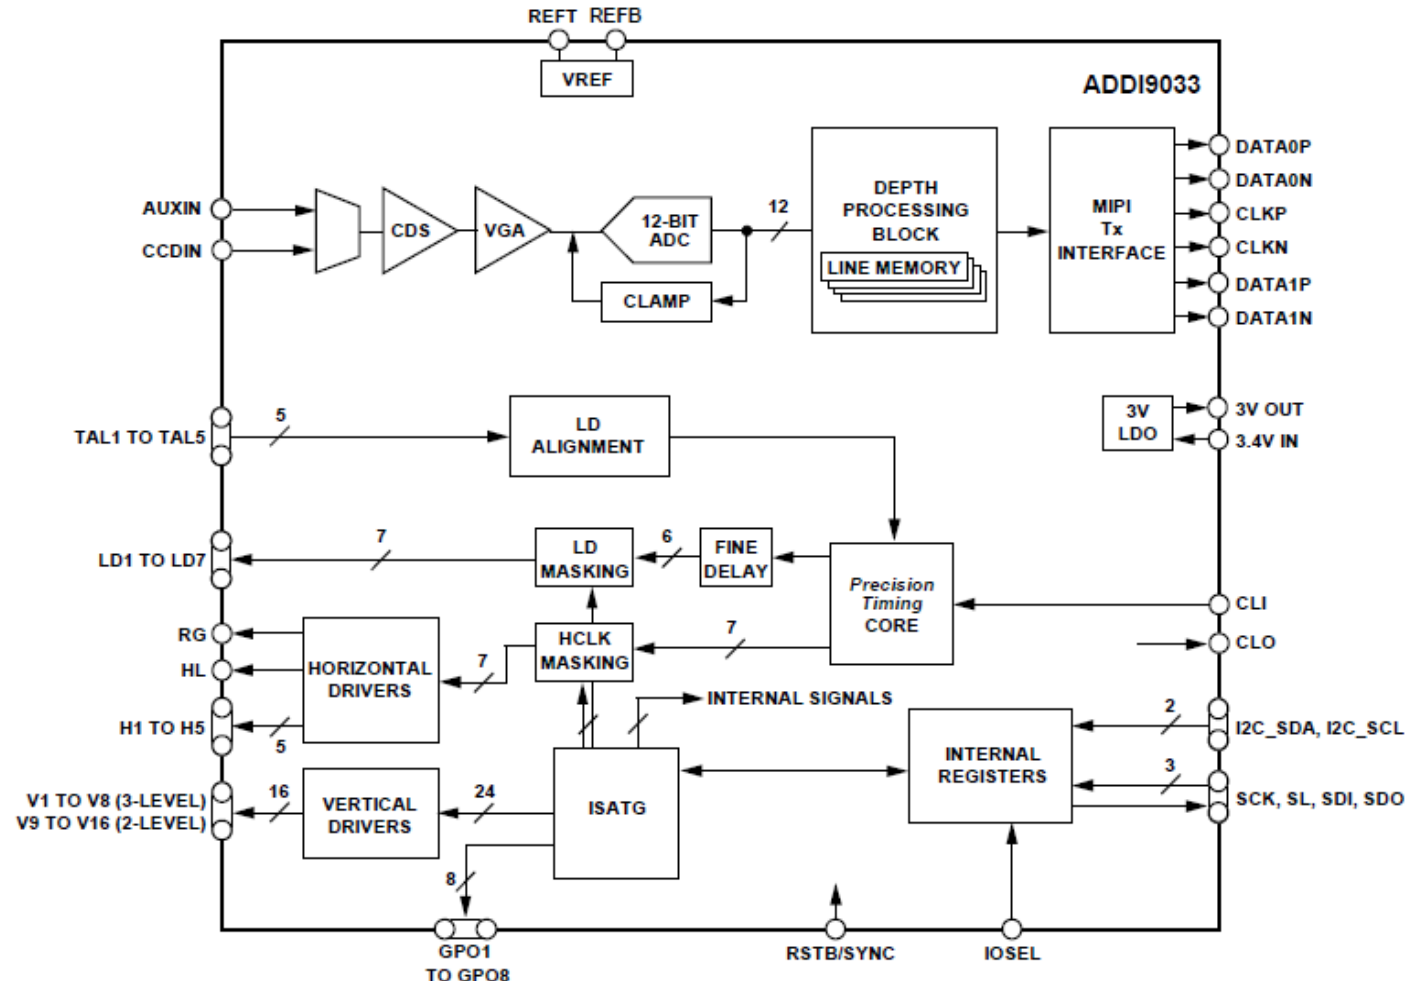 REFT REFB
VREF
ADDI9033
AUXIN
CCDIN
CDS
VGA
12-BIT
ADC
CLAMP
12
DEPTH
PROCESSING
BLOCK
LINE MEMORY
MIPI
Tx
INTERFACE
DATA0P
DATA0N
CLKP
CLKN
DATA1P
DATA1N
TAL1 TO TAL5
5
LD
ALIGNMENT
3V
LDO
3V OUT
3.4V IN
LD1 TO LD7
7
LD
MASKING
6
FINE
DELAY
Precision
Timing
CORE
CLI
CLO
RG
HL
H1 TO H5
5
HORIZONTAL
DRIVERS
7
HCLK
MASKING
7
INTERNAL SIGNALS
INTERNAL
REGISTERS
2
I2C_SDA, I2C_SCL
3
SCK, SL, SDI, SDO
V1 TO V8 (3-LEVEL)
V9 TO V16 (2-LEVEL)
16
VERTICAL
DRIVERS
24
ISATG
8
GPO1
TO GPO8
RSTB/SYNC
IOSEL